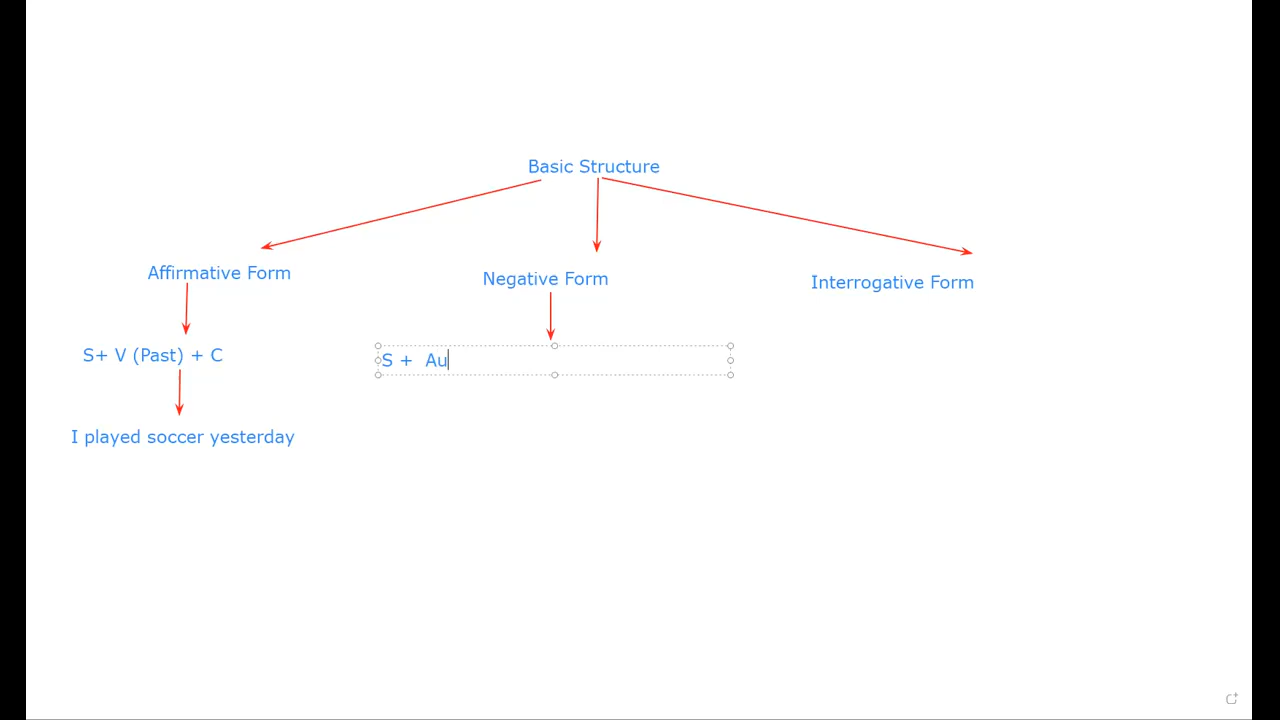 Basic Structure
Affirmative Form
Negative Form
Interrogative Form
S+ V (Past) + C
S +  Au
I played soccer yesterday